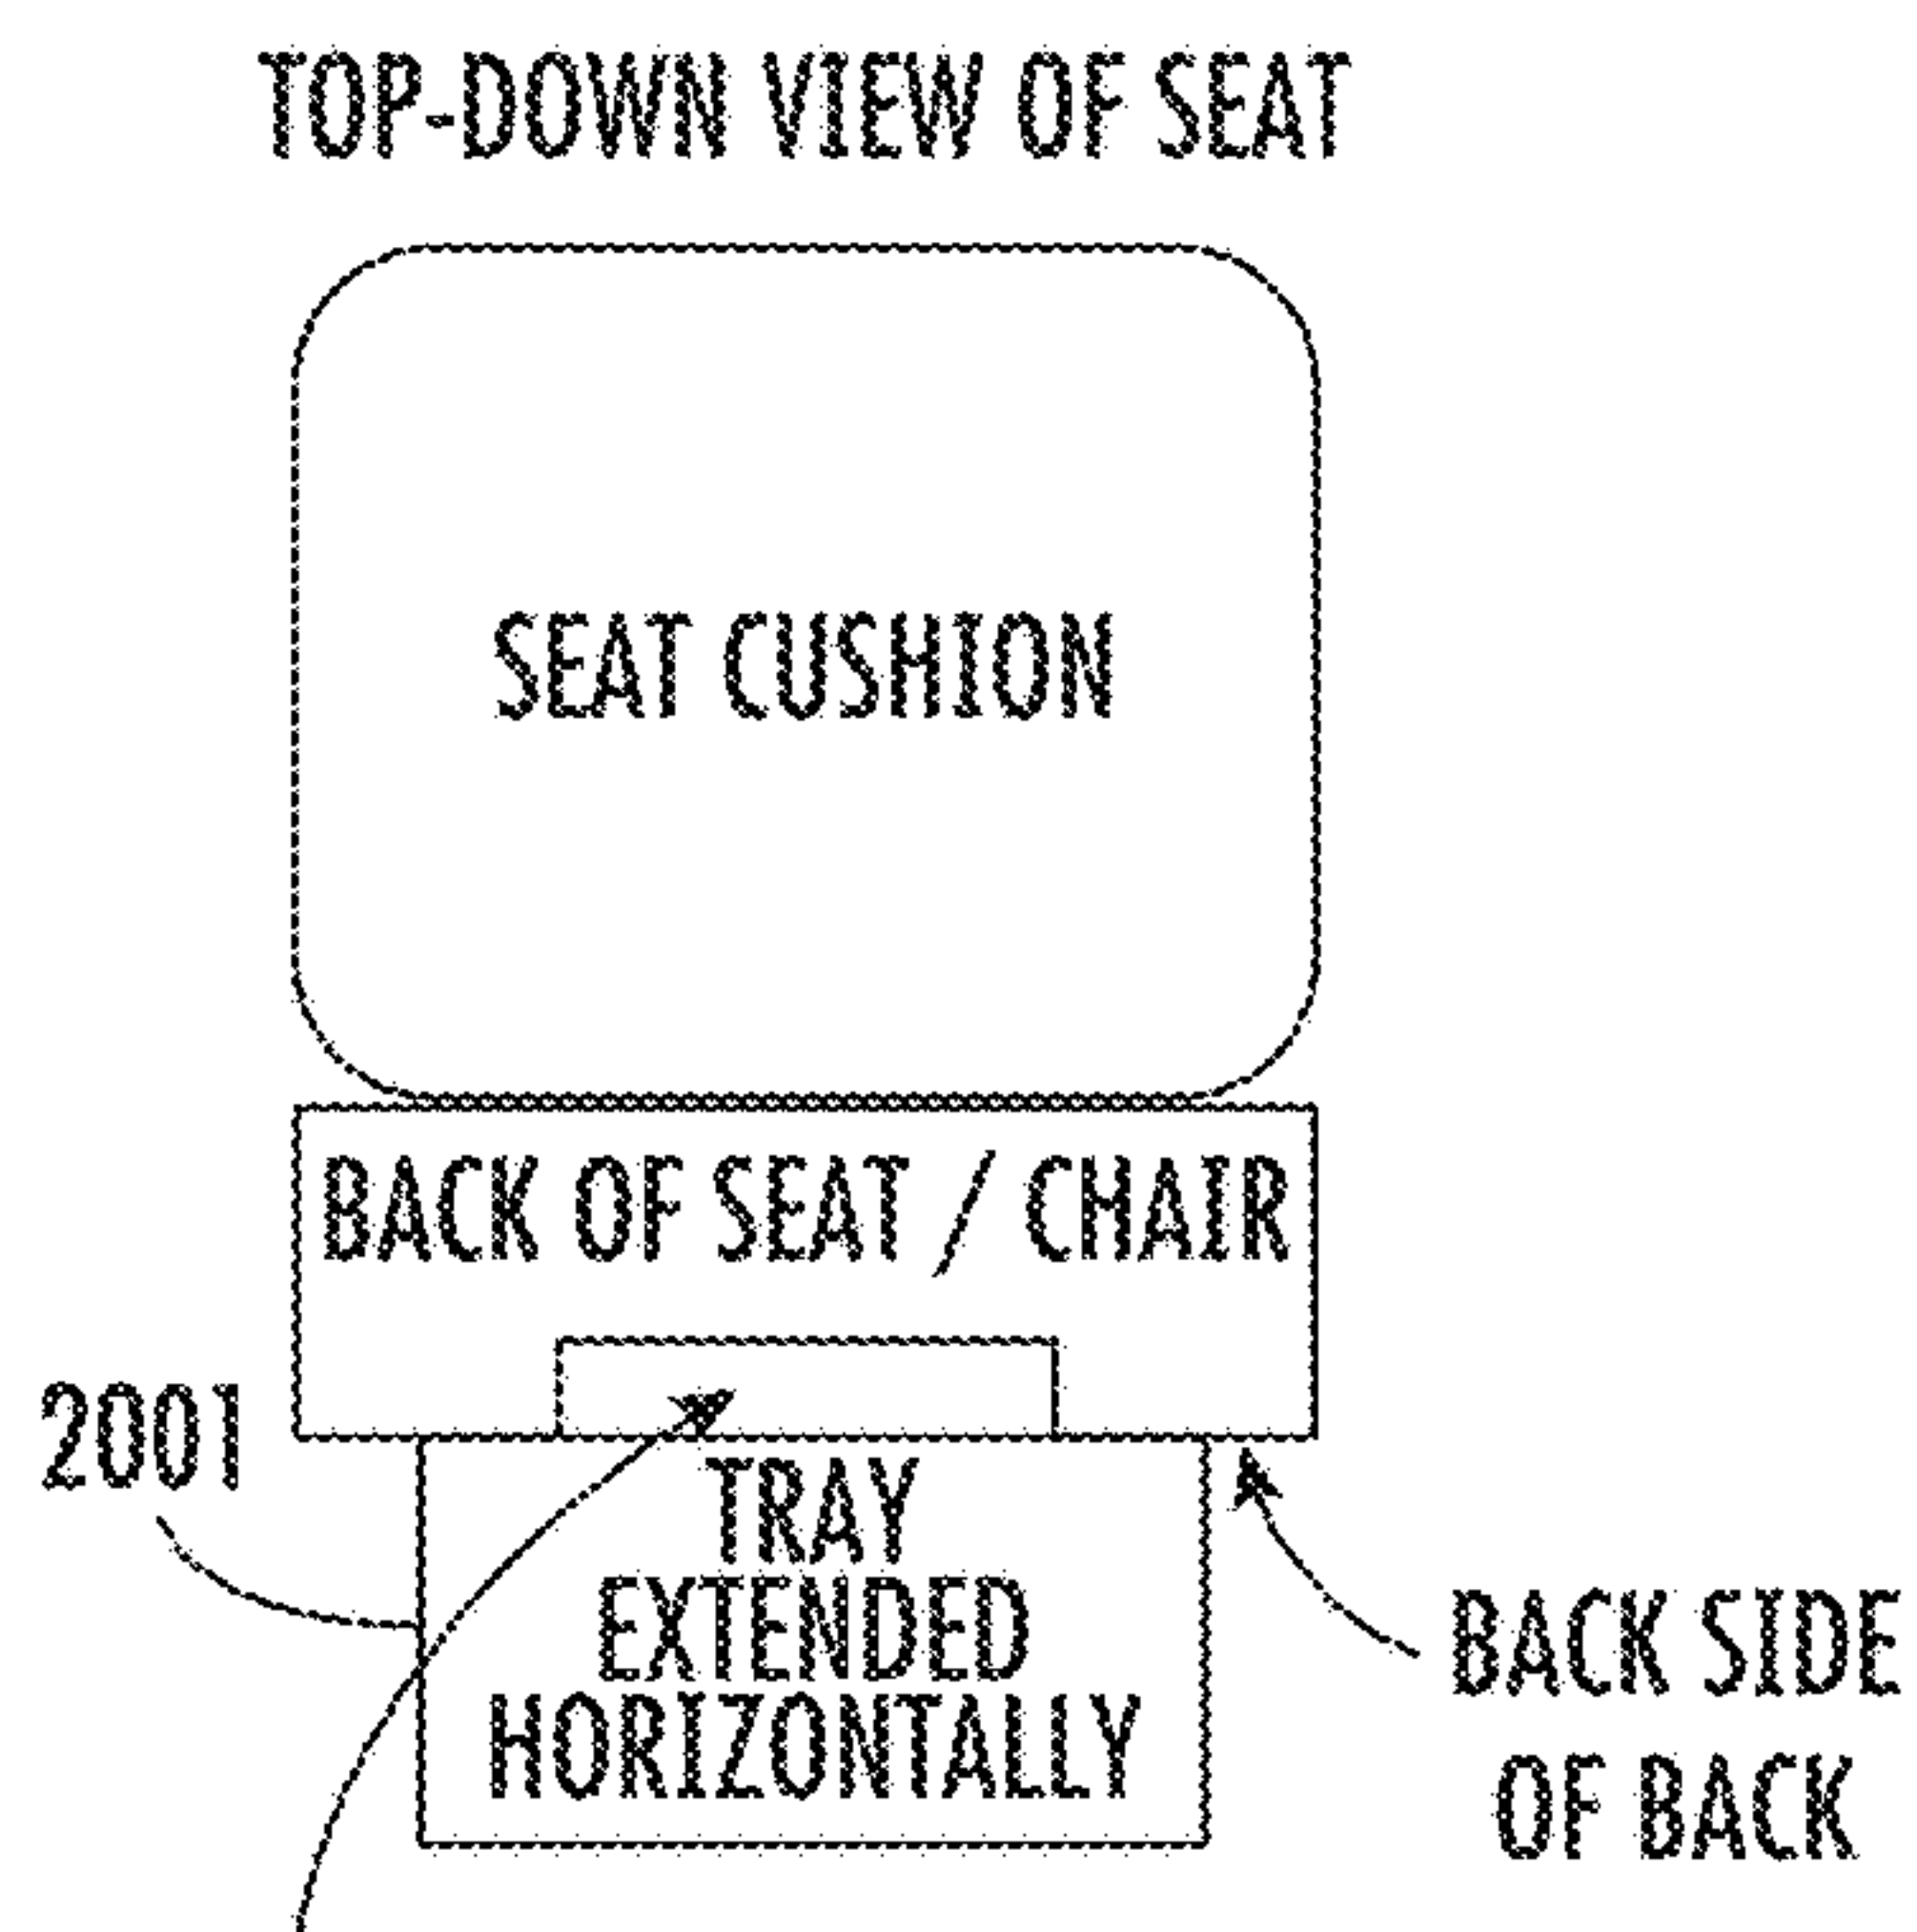 TOP-DOWN VIEW OF SEAT
SEAT CUSHION
BACK OF SEAT / CHAIR
2001
TRAY
EXTENDED
HORIZONTALLY
BACK SIDE
OF BACK